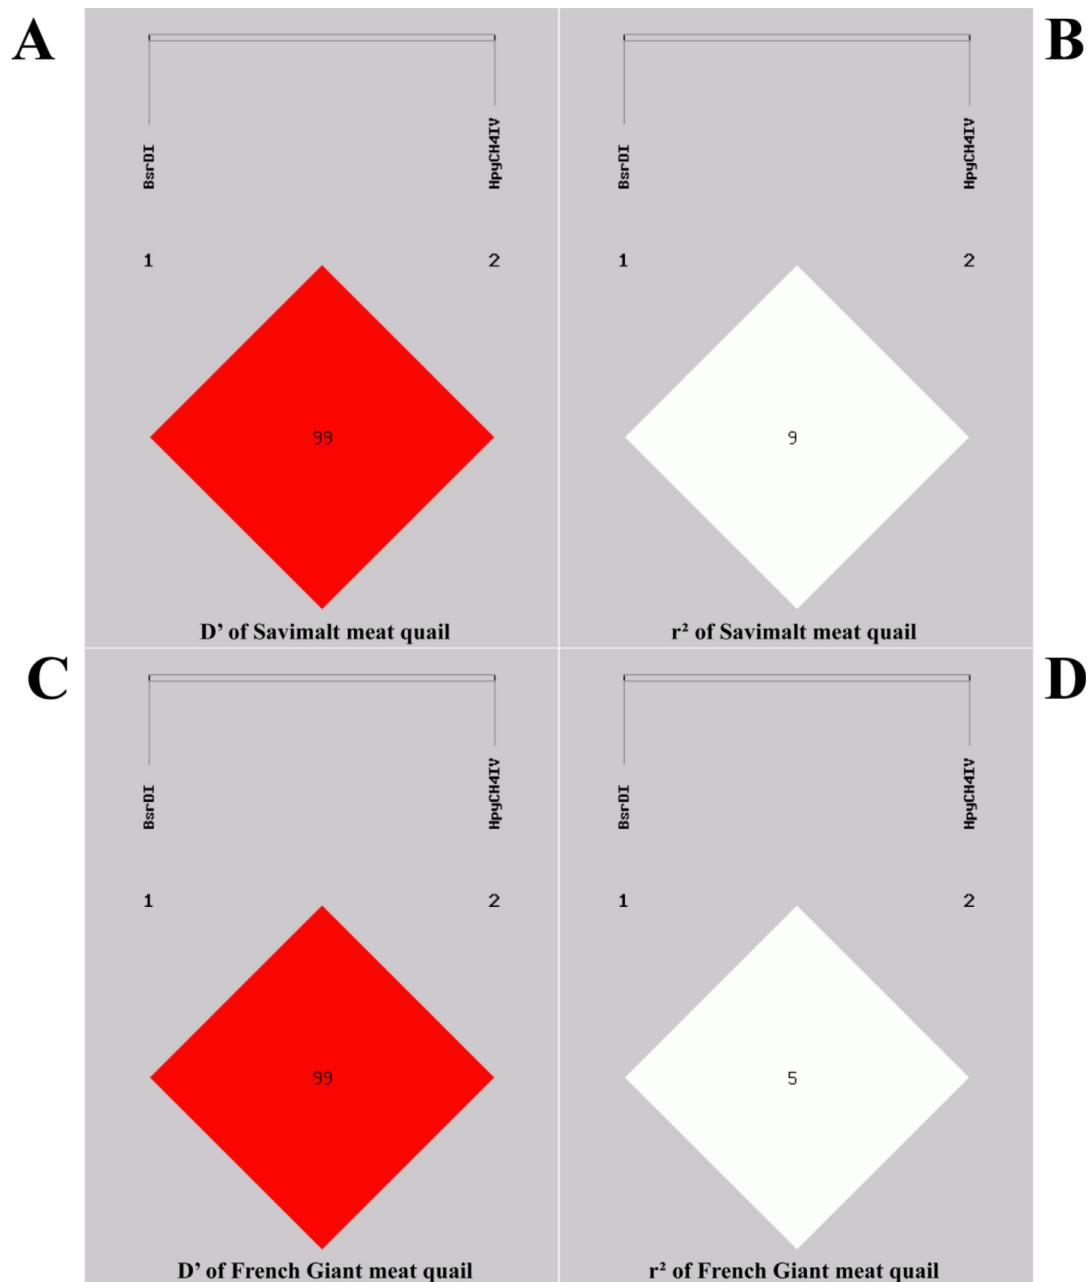 A
B
BsrDI
HpyCH4IV
BsrDI
HpyCH4IV
1
2
1
2
99
9
D’ of Savimalt meat quail
r² of Savimalt meat quail
C
D
BsrDI
HpyCH4IV
BsrDI
HpyCH4IV
1
2
1
2
99
5
D’ of French Giant meat quail
r² of French Giant meat quail